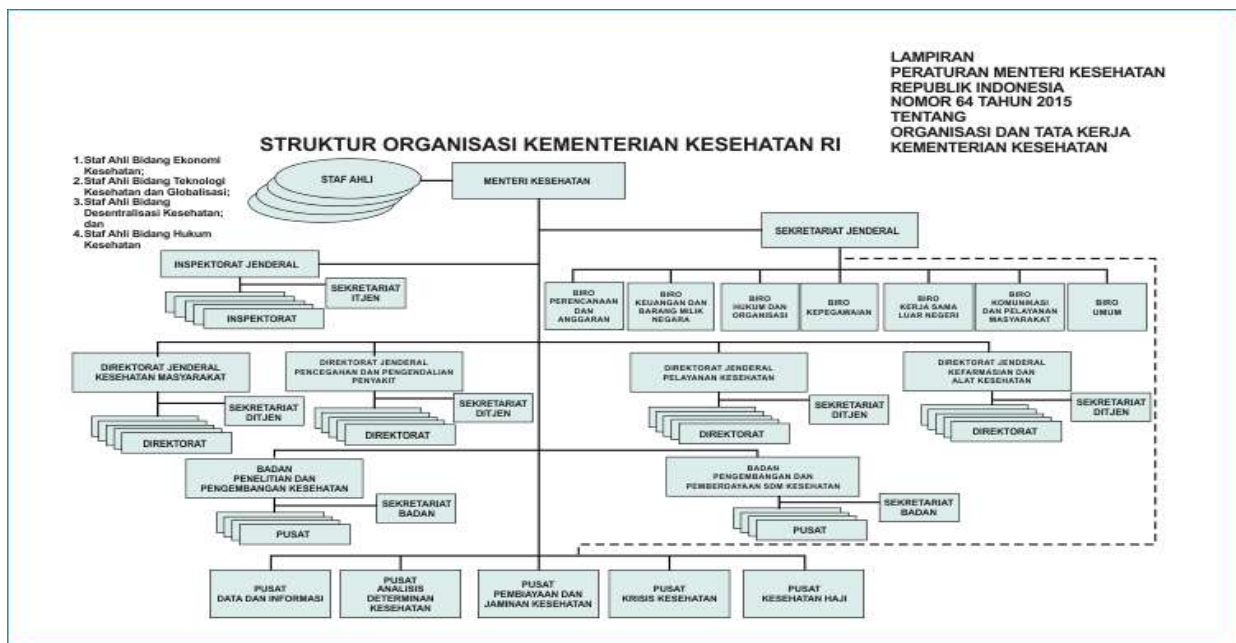 LAMPIRAN
PERATURAN MENTERI KESEHATAN
REPUBLIK INDONESIA
NOMOR 64 TAHUN 2015
TENTANG
ORGANISASI DAN TATA KERJA
KEMENTERIAN KESEHATAN
STRUKTUR ORGANISASI KEMENTERIAN KESEHATAN RI
1. Staf Ahli Bidang Ekonomi
Kesehatan;
2. Staf Ahli Bidang Teknologi
Kesehatan dan Globalisasi;
3. Staf Ahli Bidang
Desentralisasi Kesehatan;
dan
4. Staf Ahli Bidang Hukum
Kesehatan
STAF AHLI
MENTERI KESEHATAN
SEKRETARIAT JENDERAL
INSPEKTORAT JENDERAL
SEKRETARIAT
ITJEN
INSPEKTORAT
BIRO
PERENCANAAN
DAN
ANGGARAN
BIRO
KEUANGAN DAN
BARANG MILIK
NEGARA
BIRO
HUKUM DAN
ORGANISASI
BIRO
KEPEGAWAIAN
BIRO
KERJA SAMA
LUAR NEGERI
BIRO
KOMUNIKASI
DAN PELAYANAN
MASYARAKAT
BIRO
UMUM
DIREKTORAT JENDERAL
KESEHATAN MASYARAKAT
SEKRETARIAT
DITJEN
DIREKTORAT
DIREKTORAT JENDERAL
PENCEGAHAN DAN PENGENDALIAN
PENYAKIT
SEKRETARIAT
DITJEN
DIREKTORAT
DIREKTORAT JENDERAL
PELAYANAN KESEHATAN
SEKRETARIAT
DITJEN
DIREKTORAT
DIREKTORAT JENDERAL
KEFARMASIAN DAN
ALAT KESEHATAN
SEKRETARIAT
DITJEN
DIREKTORAT
BADAN
PENELITIAN DAN
PENGEMBANGAN KESEHATAN
SEKRETARIAT
BADAN
PUSAT
BADAN
PENGEMBANGAN DAN
PEMBERDAYAAN SDM KESEHATAN
SEKRETARIAT
BADAN
PUSAT
PUSAT
DATA DAN INFORMASI
PUSAT
ANALISIS
DETERMINAN
KESEHATAN
PUSAT
PEMBIAYAAN DAN
JAMINAN KESEHATAN
PUSAT
KRISIS KESEHATAN
PUSAT
KESEHATAN HAJI